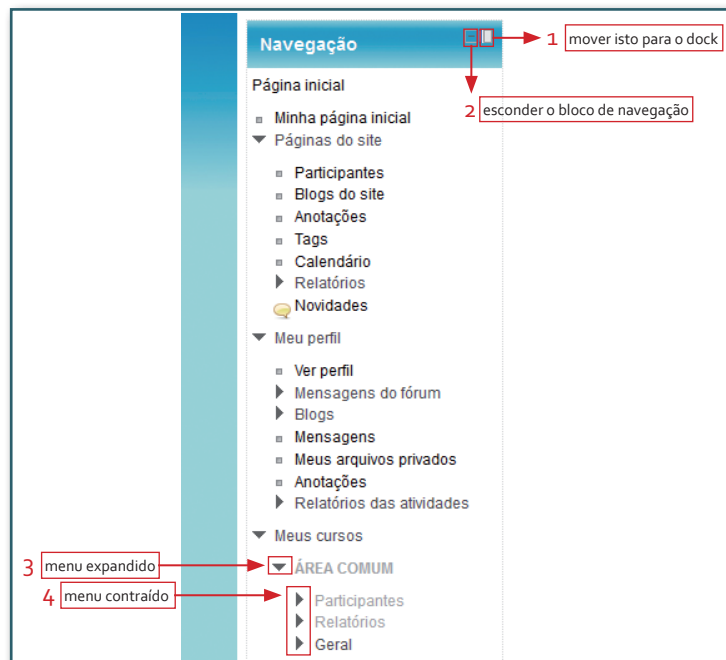 Navegação
1 mover isto para o dock
2 esconder o bloco de navegação
Página inicial
Minha página inicial
Páginas do site
Participantes
Blogs do site
Anotações
Tags
Calendário
Relatórios
Novidades
Meu perfil
Ver perfil
Mensagens do fórum
Blogs
Mensagens
Meus arquivos privados
Anotações
Relatórios das atividades
Meus cursos
3 menu expandido
ÁREA COMUM
4 menu contraído
Participantes
Relatórios
Geral